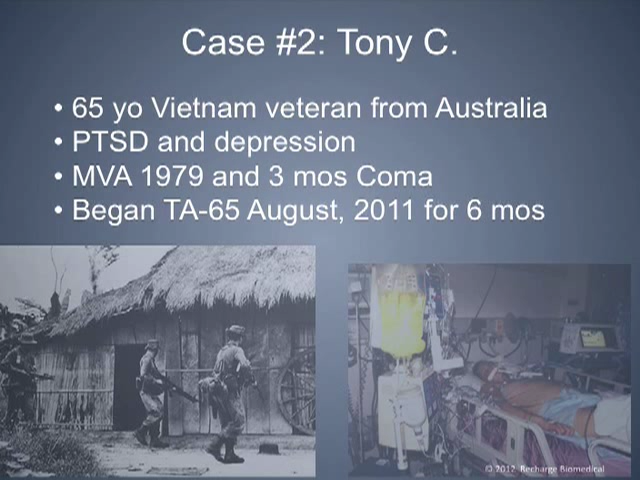 Case #2: Tony C.
• 65 yo Vietnam veteran from Australia
• PTSD and depression
• MVA 1979 and 3 mos Coma
• Began TA-65 August, 2011 for 6 mos
© 2012 Recharge Biomedical